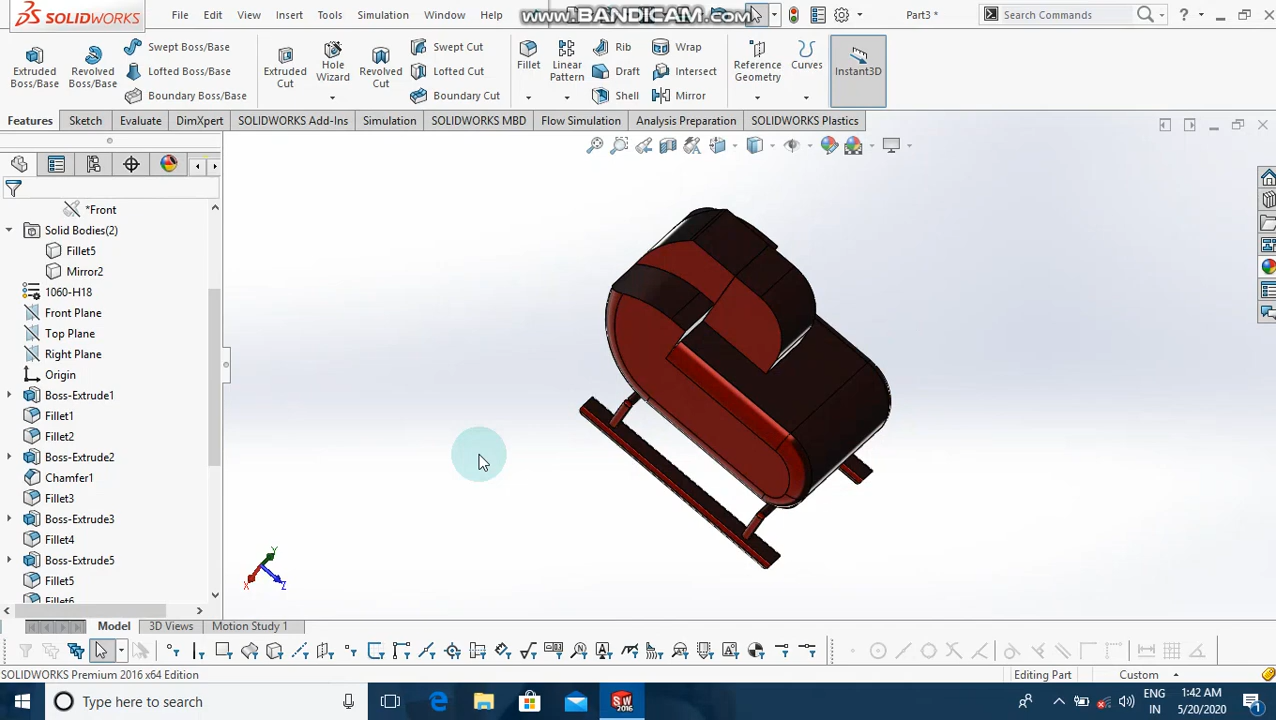 SOLIDWORKS File Edit View Insert Tools Simulation Window Help www.BANDICAM.com Part3 * Search Commands ?
Extruded Boss/Base
Revolved Boss/Base
Swept Boss/Base
Lofted Boss/Base
Boundary Boss/Base
Extruded Cut
Hole Wizard
Revolved Cut
Swept Cut
Lofted Cut
Boundary Cut
Fillet
Linear Pattern
Rib
Draft
Shell
Wrap
Intersect
Mirror
Reference Geometry
Curves
Instant3D
Features Sketch Evaluate DimXpert SOLIDWORKS Add-Ins Simulation SOLIDWORKS MBD Flow Simulation Analysis Preparation SOLIDWORKS Plastics
*Front
Solid Bodies(2)
Fillet5
Mirror2
1060-H18
Front Plane
Top Plane
Right Plane
Origin
Boss-Extrude1
Fillet1
Fillet2
Boss-Extrude2
Chamfer1
Fillet3
Boss-Extrude3
Fillet4
Boss-Extrude5
Fillet5
Fillet6
Y
X
Z
Model 3D Views Motion Study 1
SOLIDWORKS Premium 2016 x64 Edition Editing Part Custom
Type here to search
SW
2016
ENG
IN
1:42 AM
5/20/2020
1